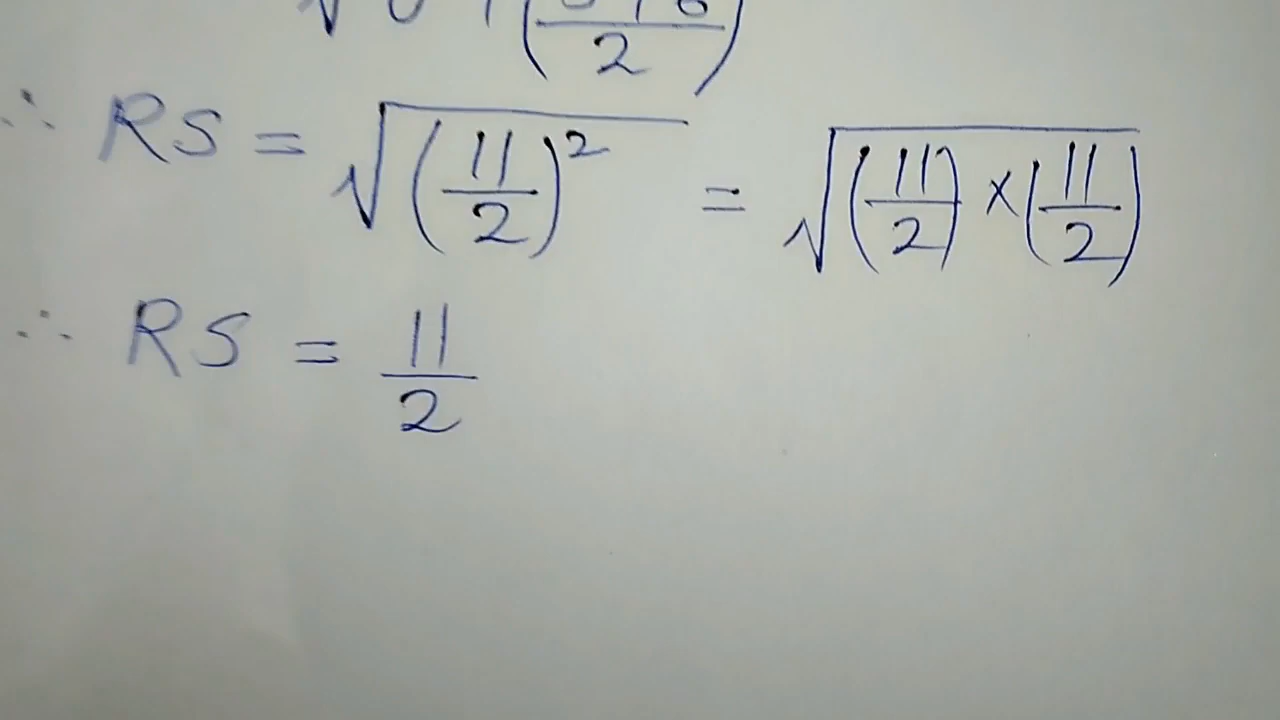 ∴ RS = √(11/2)² = √(11/2) × (11/2)
∴ RS = 11/2